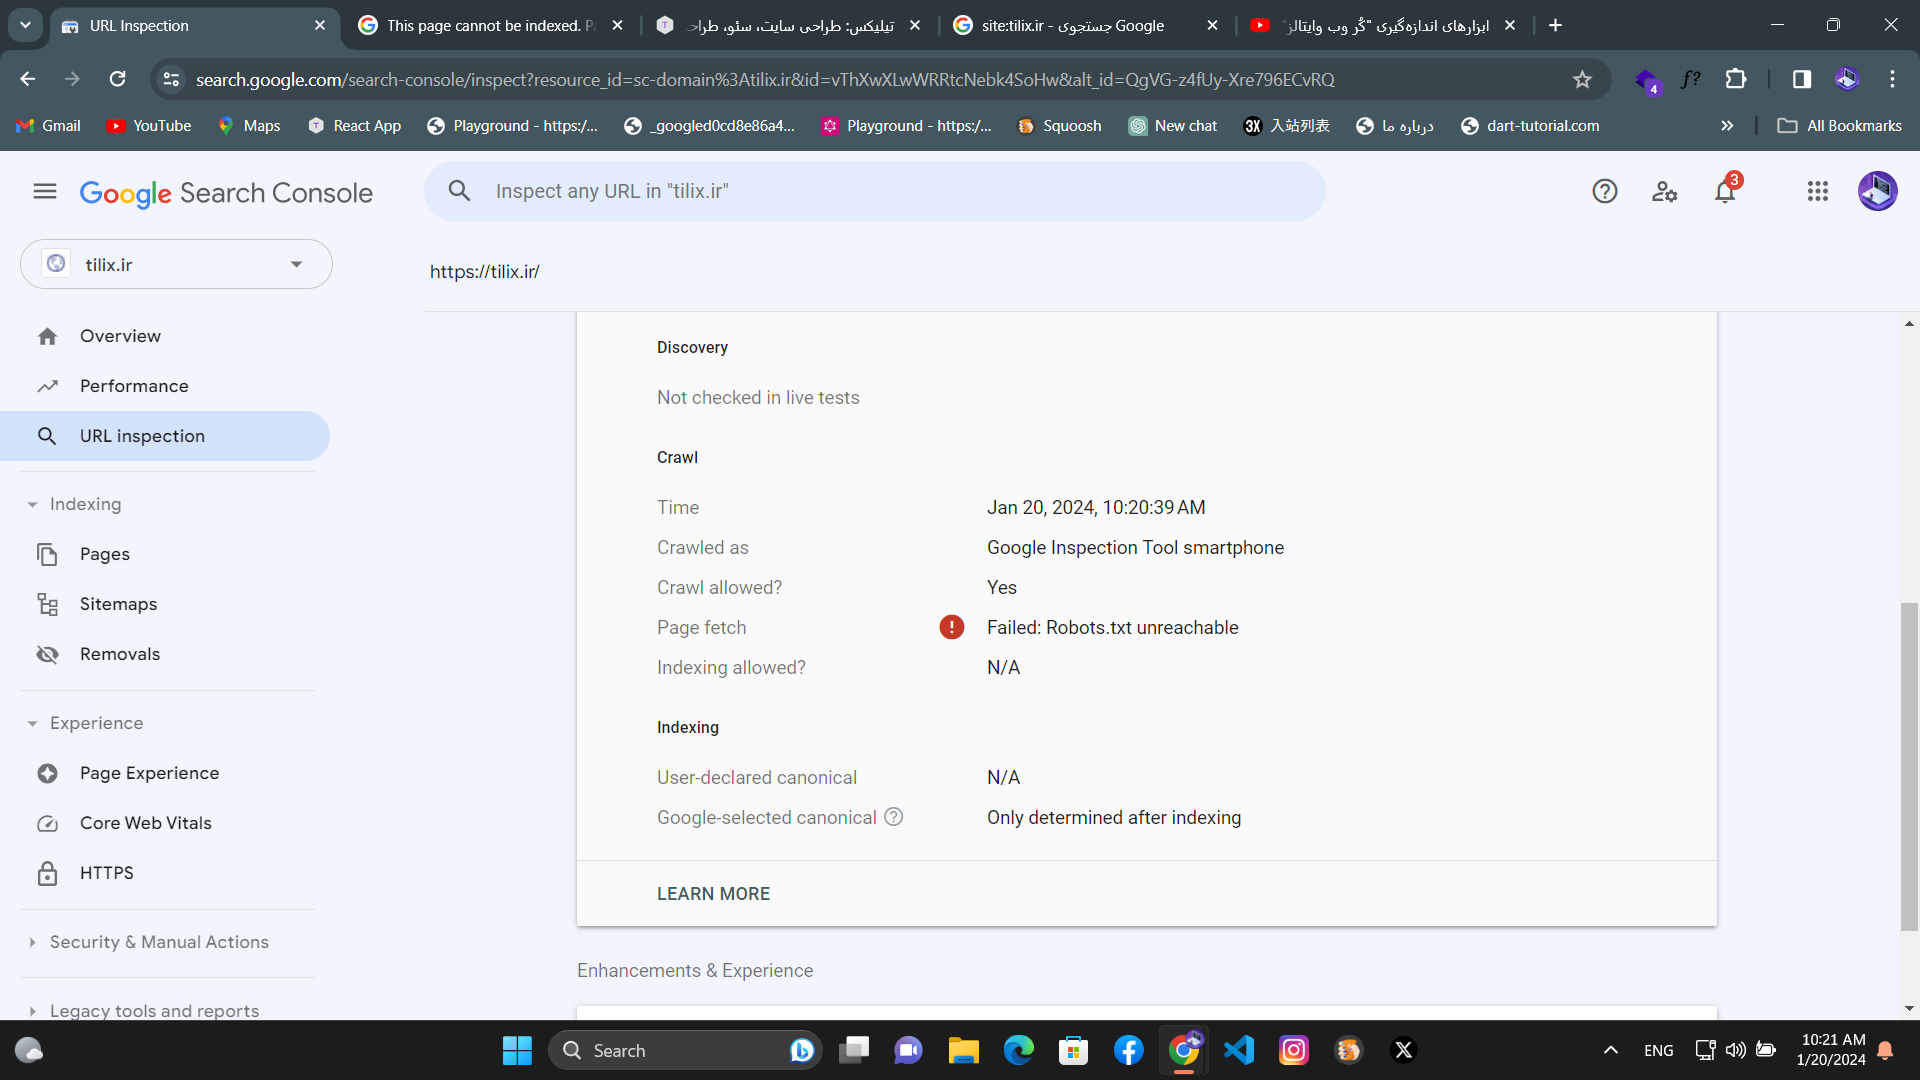 URL Inspection
This page cannot be indexed. P
تیلیکس: طراحی سایت، سئو، طراح
site:tilix.ir - جستجوی Google
ابزارهای اندازه‌گیری "کُر وب وایتالز"
search.google.com/search-console/inspect?resource_id=sc-domain%3Atilix.ir&id=vThXwXLwWRRtcNebk4SoHw&alt_id=QgVG-z4fUy-Xre796ECvRQ
4
f?
Gmail
YouTube
Maps
React App
Playground - https:/...
_googled0cd8e86a4...
Playground - https:/...
Squoosh
New chat
3X 入站列表
درباره ما
dart-tutorial.com
All Bookmarks
Google Search Console
Inspect any URL in "tilix.ir"
3
tilix.ir
https://tilix.ir/
Overview
Performance
URL inspection
Indexing
Pages
Sitemaps
Removals
Experience
Page Experience
Core Web Vitals
HTTPS
Security & Manual Actions
Legacy tools and reports
Discovery
Not checked in live tests
Crawl
Time Jan 20, 2024, 10:20:39 AM
Crawled as Google Inspection Tool smartphone
Crawl allowed? Yes
Page fetch Failed: Robots.txt unreachable
Indexing allowed? N/A
Indexing
User-declared canonical N/A
Google-selected canonical Only determined after indexing
LEARN MORE
Enhancements & Experience
Search
ENG
10:21 AM
1/20/2024